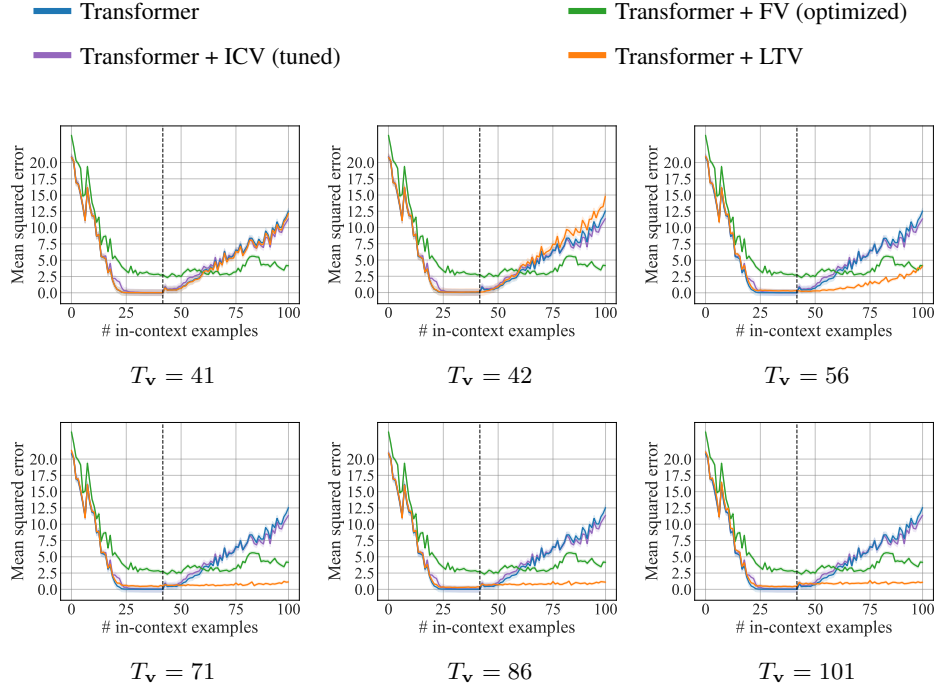 Transformer
Transformer + FV (optimized)
Transformer + ICV (tuned)
Transformer + LTV
Mean squared error
20.0
17.5
15.0
12.5
10.0
7.5
5.0
2.5
0.0
0 25 50 75 100
# in-context examples
T_v = 41
Mean squared error
20.0
17.5
15.0
12.5
10.0
7.5
5.0
2.5
0.0
0 25 50 75 100
# in-context examples
T_v = 42
Mean squared error
20.0
17.5
15.0
12.5
10.0
7.5
5.0
2.5
0.0
0 25 50 75 100
# in-context examples
T_v = 56
Mean squared error
20.0
17.5
15.0
12.5
10.0
7.5
5.0
2.5
0.0
0 25 50 75 100
# in-context examples
T_v = 71
Mean squared error
20.0
17.5
15.0
12.5
10.0
7.5
5.0
2.5
0.0
0 25 50 75 100
# in-context examples
T_v = 86
Mean squared error
20.0
17.5
15.0
12.5
10.0
7.5
5.0
2.5
0.0
0 25 50 75 100
# in-context examples
T_v = 101